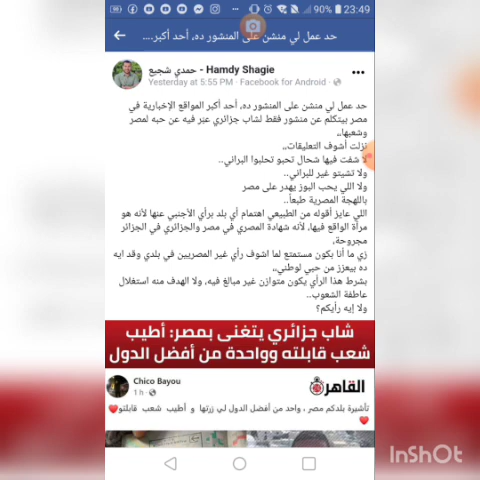 90% 23:49
حد عمل لي منشن على المنشور ده، أحد أكبر....
حمدي شجيع - Hamdy Shagie
Yesterday at 5:55 PM · Facebook for Android ·
حد عمل لي منشن على المنشور ده، أحد أكبر المواقع الإخبارية في
مصر بيتكلم عن منشور فقط لشاب جزائري عبّر فيه عن حبه لمصر
وشعبها،،
نزلت أشوف التعليقات،،
لا شفت فيها شحال تحبو تحلبوا البراني..
ولا تشيتو غير للبراني..
ولا اللي يحب البوز يهدر على مصر
باللهجة المصرية طبعاً..
اللي عايز أقوله من الطبيعي اهتمام أي بلد برأي الأجنبي عنها لأنه هو
مرآة الواقع فيها، لأنه شهادة المصري في مصر والجزائري في الجزائر
مجروحة،
زي ما أنا بكون مستمتع لما اشوف رأي غير المصريين في بلدي وقد ايه
ده بيعزز من حبي لوطني،،
بشرط هذا الرأي يكون متوازن غير مبالغ فيه، ولا الهدف منه استغلال
عاطفة الشعوب..
ولا إيه رأيكم؟
شاب جزائري يتغنى بمصر: أطيب
شعب قابلته وواحدة من أفضل الدول
Chico Bayou
1 h ·
القاهرة
تأشيرة بلدكم مصر ، واحد من أفضل الدول لي زرتها و أطيب شعب قابلتو❤️
❤️
InShOt